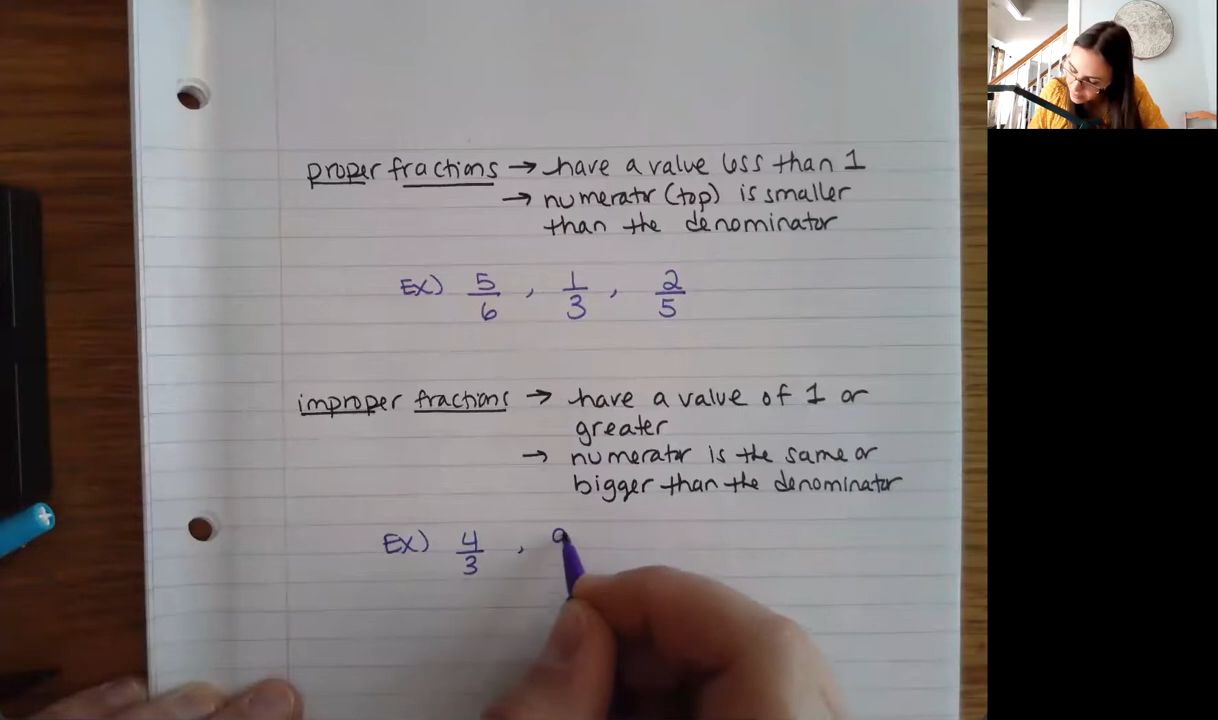 proper fractions → have a value less than 1
→ numerator (top) is smaller
than the denominator
Ex) 5/6 , 1/3 , 2/5
improper fractions → have a value of 1 or
greater
→ numerator is the same or
bigger than the denominator
Ex) 4/3 ,